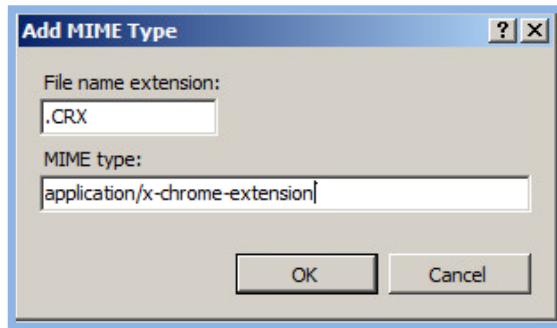 Add MIME Type
File name extension:
.CRX
MIME type:
application/x-chrome-extension
OK Cancel